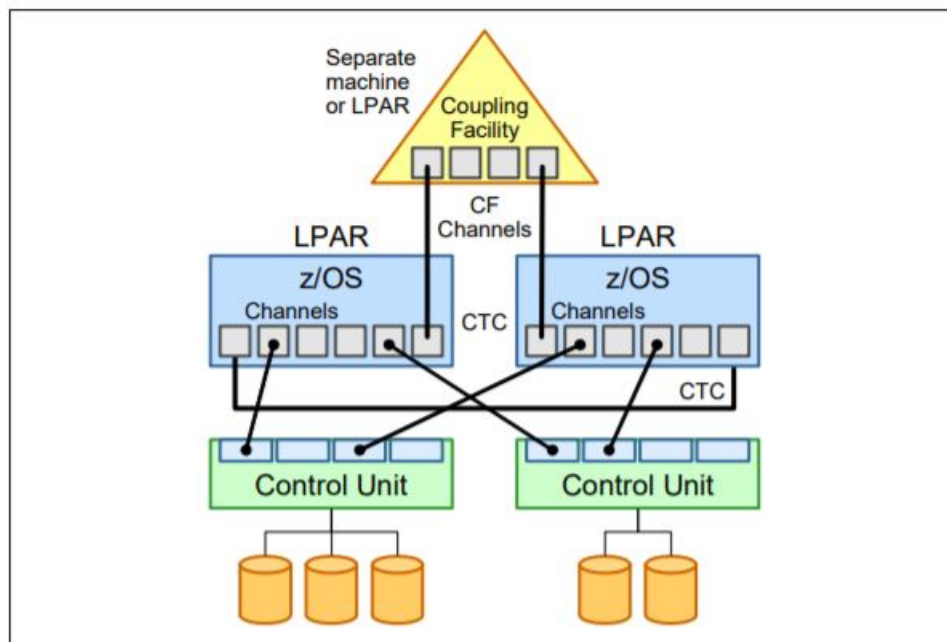 Separate
machine
or LPAR
Coupling
Facility
CF
Channels
LPAR
LPAR
z/OS
z/OS
Channels
Channels
CTC
CTC
Control Unit
Control Unit